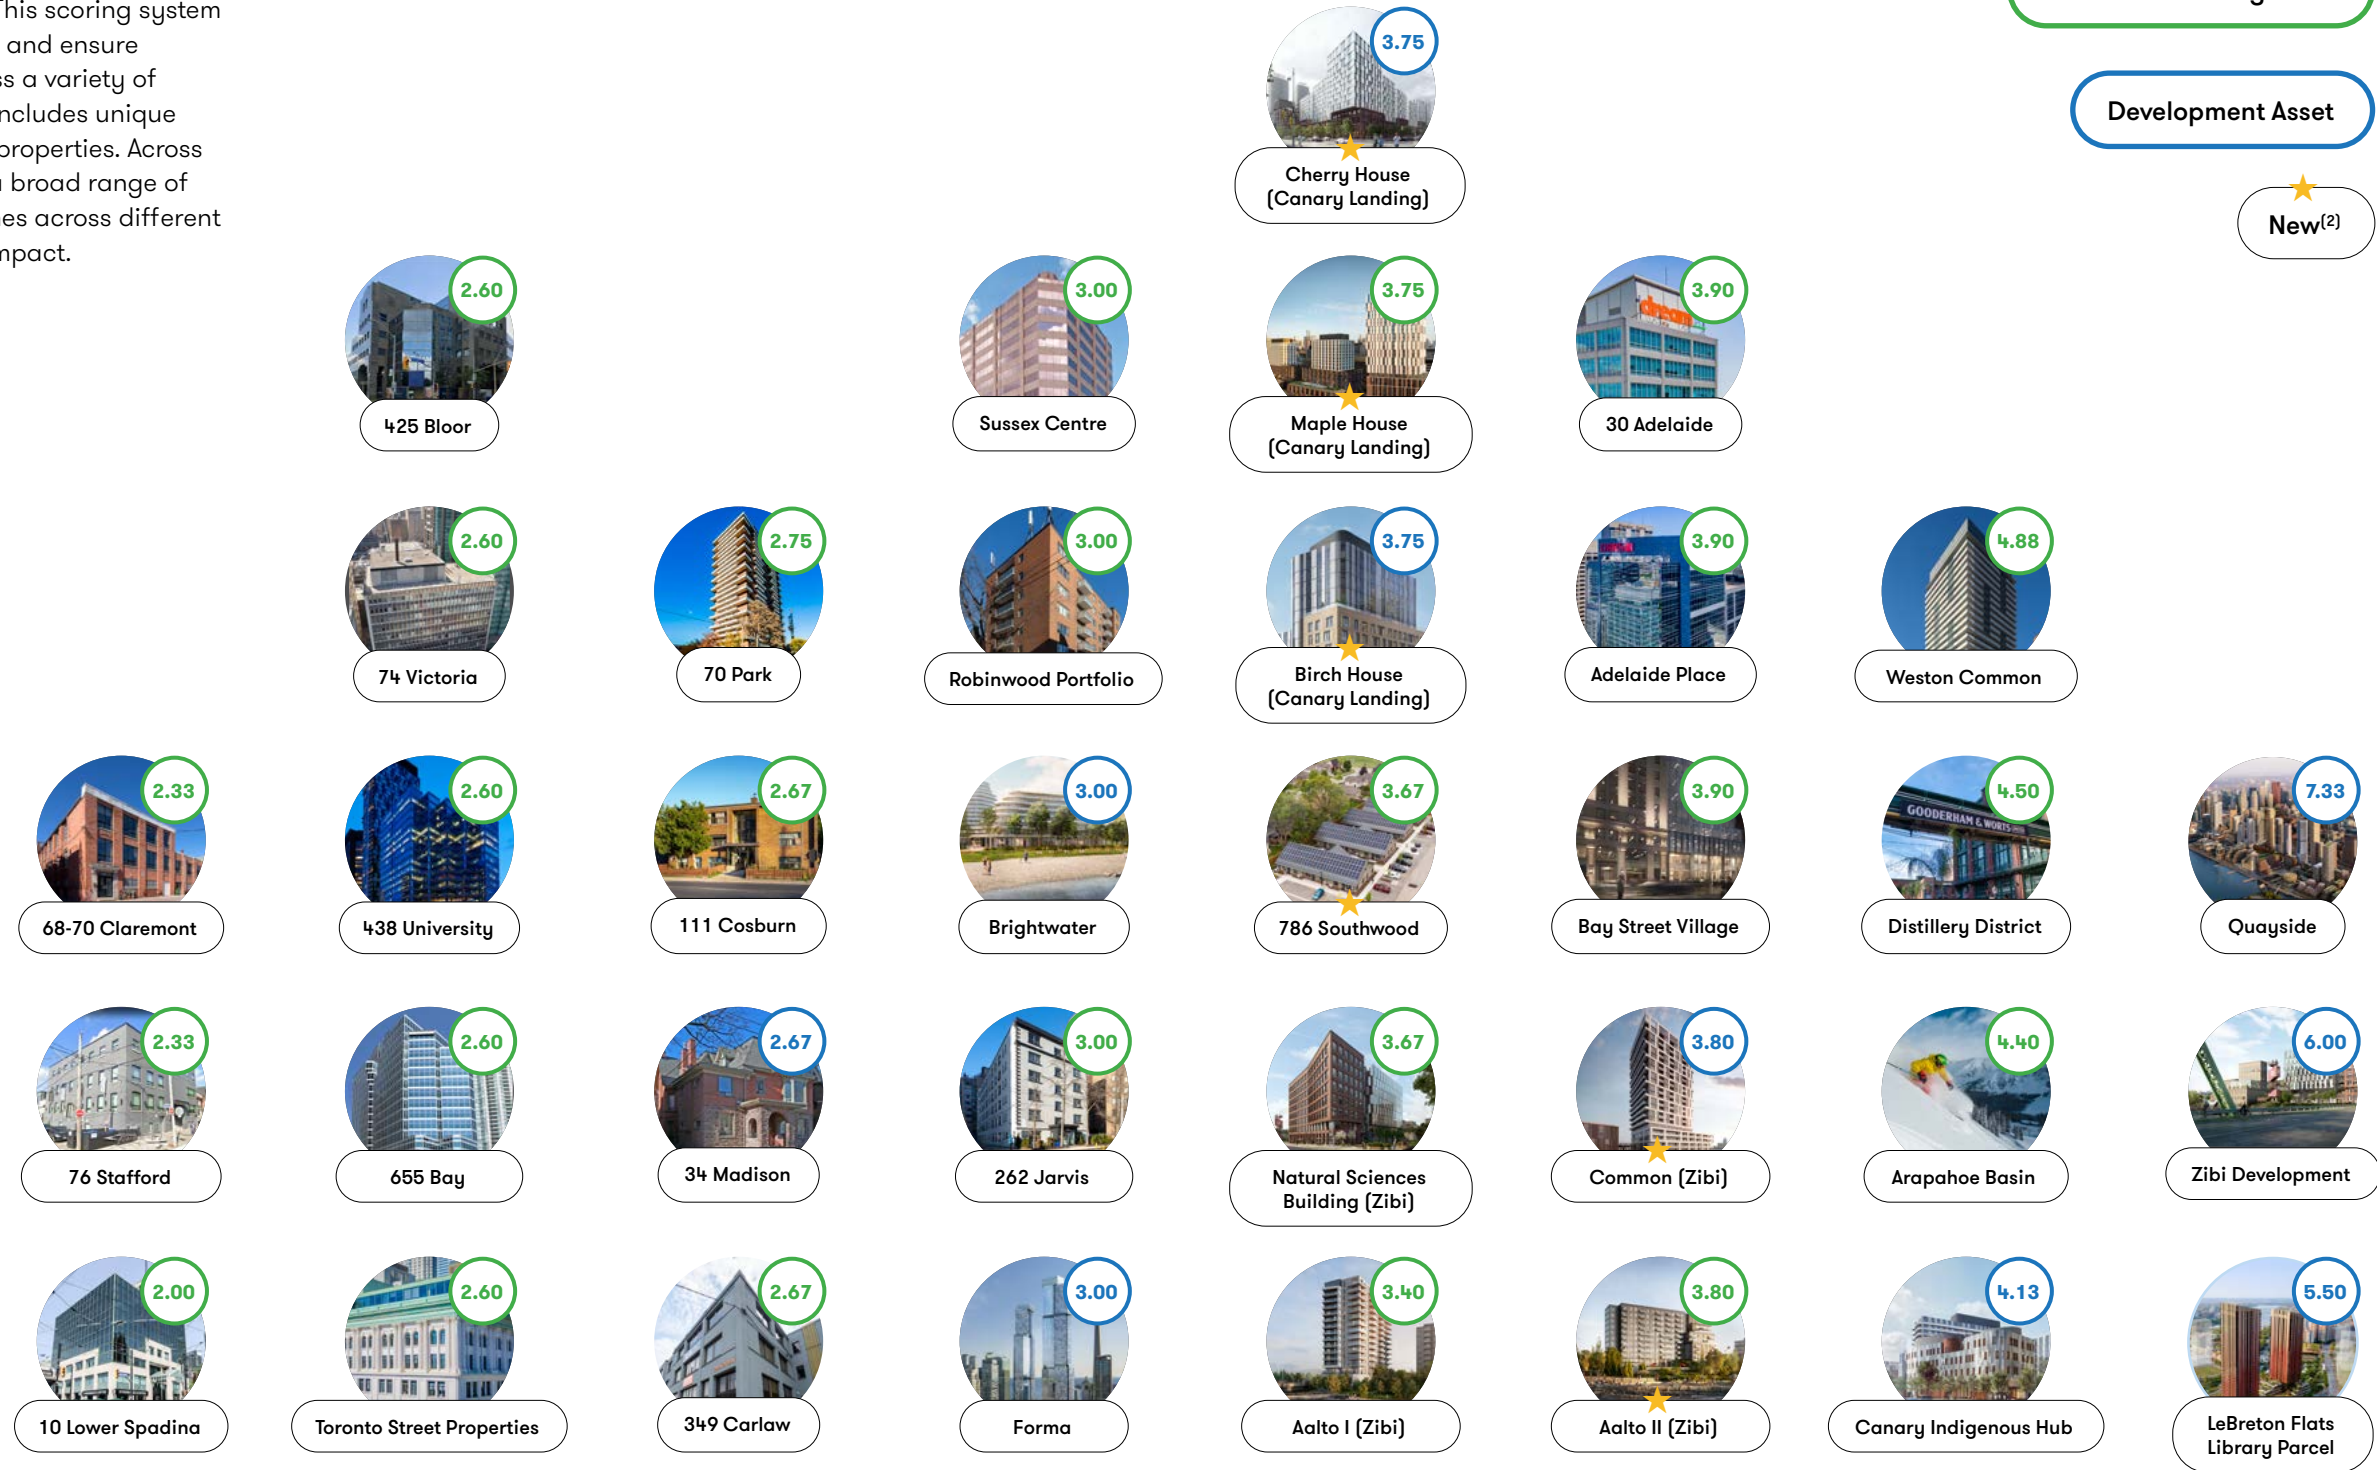 This scoring system
and ensure
a variety of
includes unique
properties. Across
broad range of
across different
Development Asset
New(2)
3.75
Cherry House
(Canary Landing)
2.60
425 Bloor
3.00
Sussex Centre
3.75
Maple House
(Canary Landing)
dream
3.90
30 Adelaide
2.60
74 Victoria
2.75
70 Park
3.00
Robinwood Portfolio
3.75
Birch House
(Canary Landing)
3.90
Adelaide Place
4.88
Weston Common
2.33
68-70 Claremont
2.60
438 University
2.67
111 Cosburn
3.00
Brightwater
3.67
786 Southwood
3.90
Bay Street Village
GOODERHAM & WORTS
4.50
Distillery District
7.33
Quayside
2.33
76 Stafford
2.60
655 Bay
2.67
34 Madison
3.00
262 Jarvis
3.67
Natural Sciences
Building (Zibi)
3.80
Common (Zibi)
4.40
Arapahoe Basin
6.00
Zibi Development
2.00
10 Lower Spadina
2.60
Toronto Street Properties
2.67
349 Carlaw
3.00
Forma
3.40
Aalto I (Zibi)
3.80
Aalto II (Zibi)
4.13
Canary Indigenous Hub
5.50
LeBreton Flats
Library Parcel